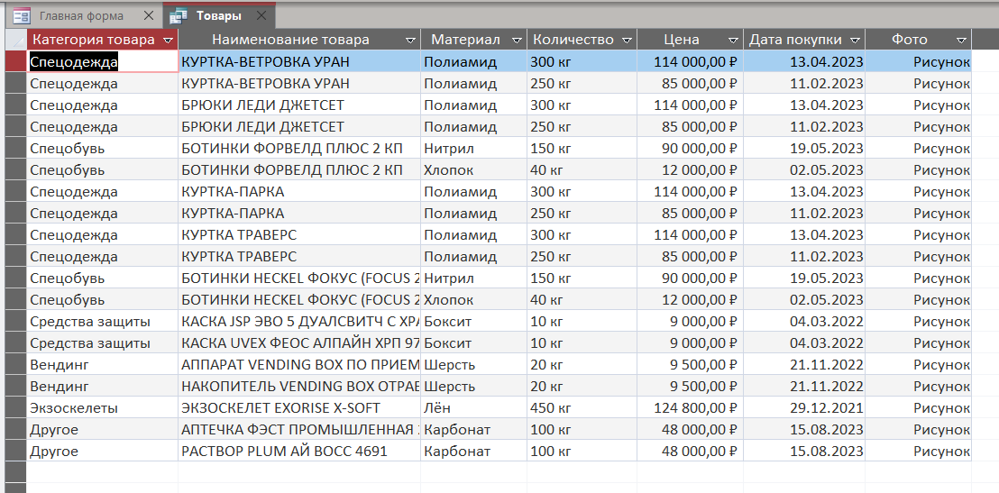 Главная форма Товары
Категория товара Наименование товара Материал Количество Цена Дата покупки Фото
Спецодежда КУРТКА-ВЕТРОВКА УРАН Полиамид 300 кг 114 000,00 ₽ 13.04.2023 Рисунок
Спецодежда КУРТКА-ВЕТРОВКА УРАН Полиамид 250 кг 85 000,00 ₽ 11.02.2023 Рисунок
Спецодежда БРЮКИ ЛЕДИ ДЖЕТСЕТ Полиамид 300 кг 114 000,00 ₽ 13.04.2023 Рисунок
Спецодежда БРЮКИ ЛЕДИ ДЖЕТСЕТ Полиамид 250 кг 85 000,00 ₽ 11.02.2023 Рисунок
Спецобувь БОТИНКИ ФОРВЕЛД ПЛЮС 2 КП Нитрил 150 кг 90 000,00 ₽ 19.05.2023 Рисунок
Спецобувь БОТИНКИ ФОРВЕЛД ПЛЮС 2 КП Хлопок 40 кг 12 000,00 ₽ 02.05.2023 Рисунок
Спецодежда КУРТКА-ПАРКА Полиамид 300 кг 114 000,00 ₽ 13.04.2023 Рисунок
Спецодежда КУРТКА-ПАРКА Полиамид 250 кг 85 000,00 ₽ 11.02.2023 Рисунок
Спецодежда КУРТКА ТРАВЕРС Полиамид 300 кг 114 000,00 ₽ 13.04.2023 Рисунок
Спецодежда КУРТКА ТРАВЕРС Полиамид 250 кг 85 000,00 ₽ 11.02.2023 Рисунок
Спецобувь БОТИНКИ HECKEL ФОКУС (FOCUS 2 Нитрил 150 кг 90 000,00 ₽ 19.05.2023 Рисунок
Спецобувь БОТИНКИ HECKEL ФОКУС (FOCUS 2 Хлопок 40 кг 12 000,00 ₽ 02.05.2023 Рисунок
Средства защиты КАСКА JSP ЭВО 5 ДУАЛСВИТЧ С ХРА Боксит 10 кг 9 000,00 ₽ 04.03.2022 Рисунок
Средства защиты КАСКА UVEX ФЕОС АЛПАЙН ХРП 97 Боксит 10 кг 9 000,00 ₽ 04.03.2022 Рисунок
Вендинг АППАРАТ VENDING BOX ПО ПРИЕМ Шерсть 20 кг 9 500,00 ₽ 21.11.2022 Рисунок
Вендинг НАКОПИТЕЛЬ VENDING BOX ОТРАБ Шерсть 20 кг 9 500,00 ₽ 21.11.2022 Рисунок
Экзоскелеты ЭКЗОСКЕЛЕТ EXORISE X-SOFT Лён 450 кг 124 800,00 ₽ 29.12.2021 Рисунок
Другое АПТЕЧКА ФЭСТ ПРОМЫШЛЕННАЯ Карбонат 100 кг 48 000,00 ₽ 15.08.2023 Рисунок
Другое РАСТВОР PLUM АЙ ВОСС 4691 Карбонат 100 кг 48 000,00 ₽ 15.08.2023 Рисунок